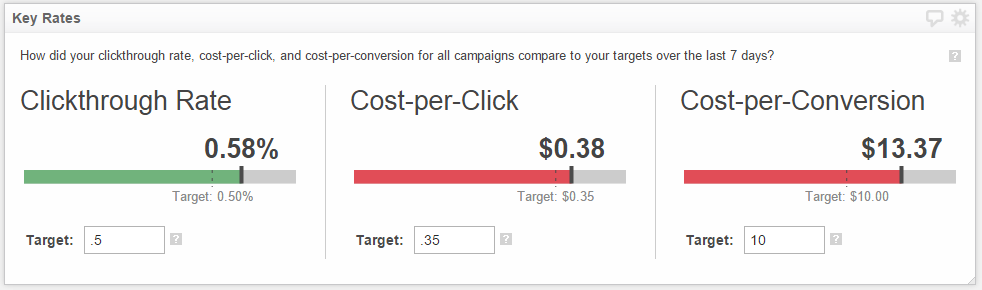 Key Rates
How did your clickthrough rate, cost-per-click, and cost-per-conversion for all campaigns compare to your targets over the last 7 days?
?
Clickthrough Rate
Cost-per-Click
Cost-per-Conversion
0.58%
$0.38
$13.37
Target: 0.50%
Target: $0.35
Target: $10.00
Target: .5 ?
Target: .35 ?
Target: 10 ?